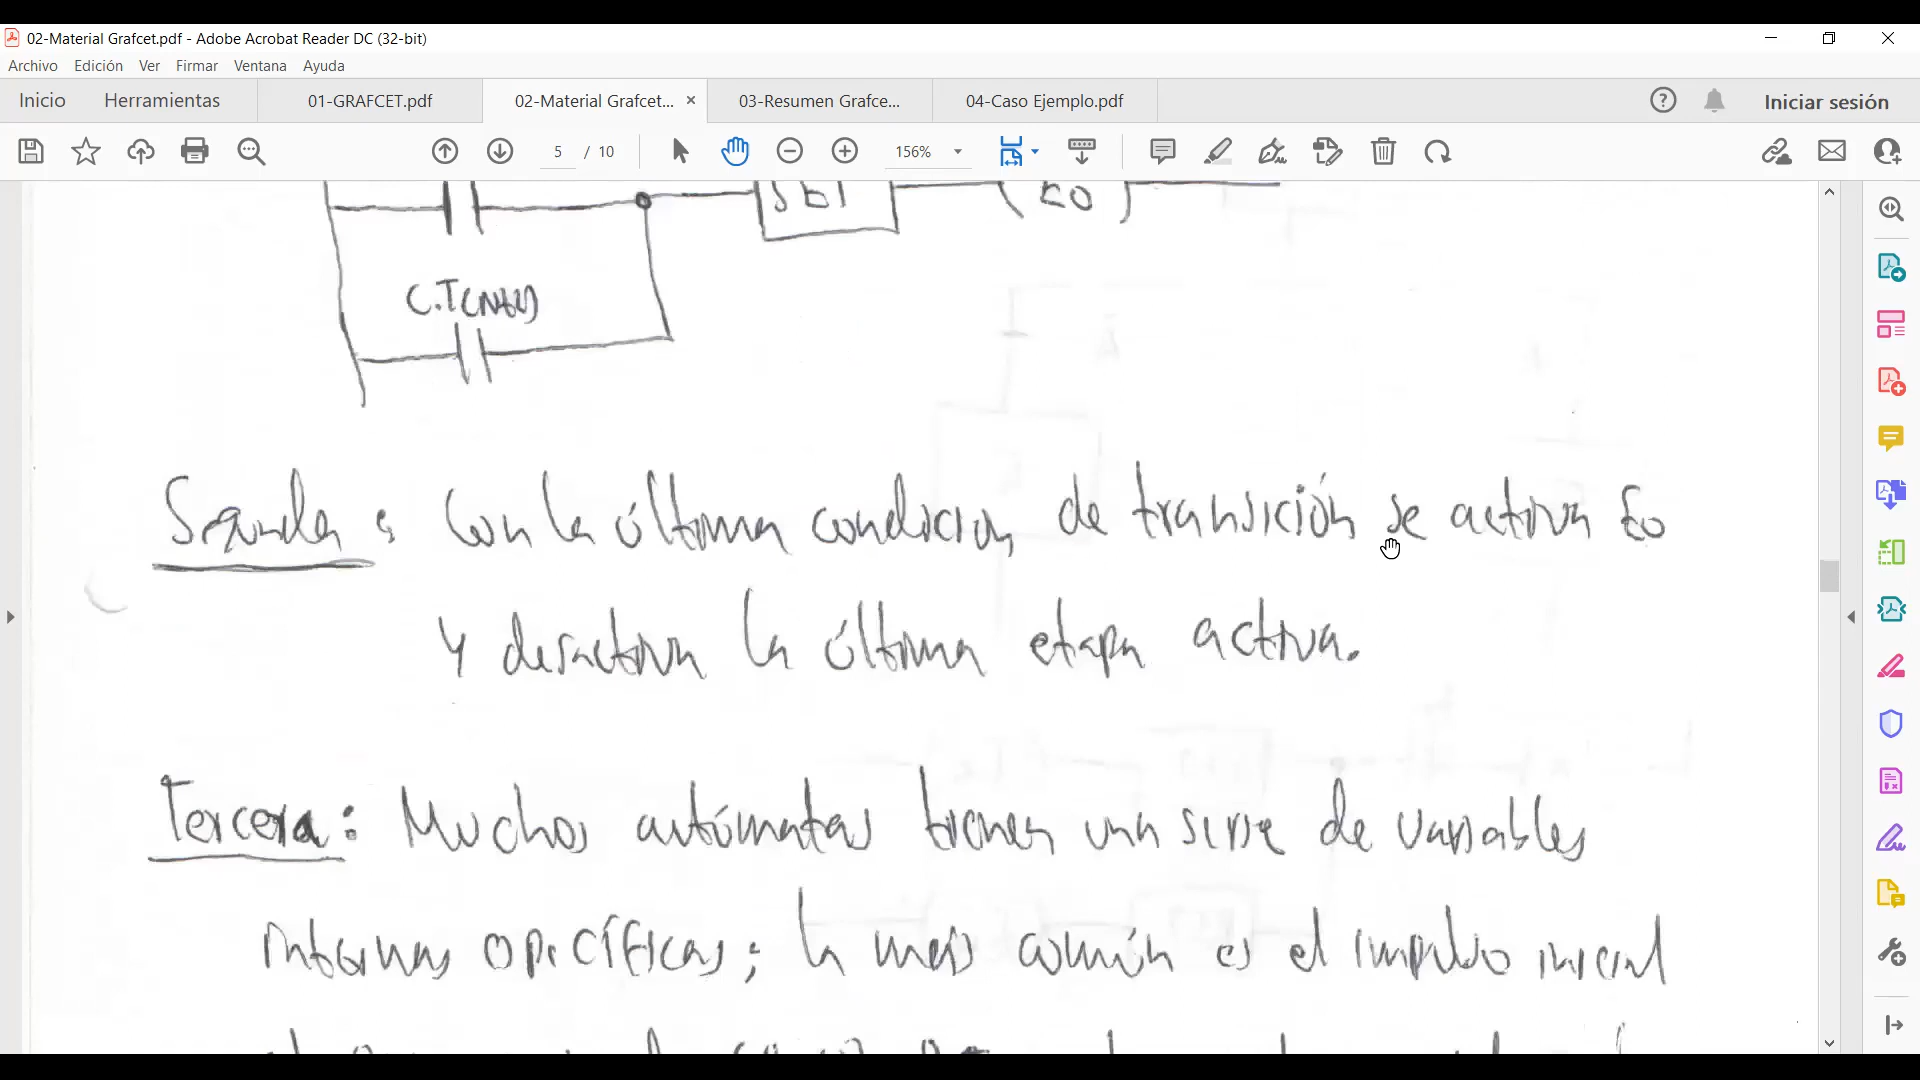 02-Material Grafcet.pdf - Adobe Acrobat Reader DC (32-bit)
Archivo Edición Ver Firmar Ventana Ayuda
Inicio Herramientas 01-GRAFCET.pdf 02-Material Grafcet... × 03-Resumen Grafce... 04-Caso Ejemplo.pdf Iniciar sesión
5 / 10 156%
SET (E0)
Segunda: Con la última condición de transición se activa E0
y desactiva la última etapa activa.
Tercera: Muchos autómatas tienen una serie de variables
internas específicas; la más común es el impulso inicial